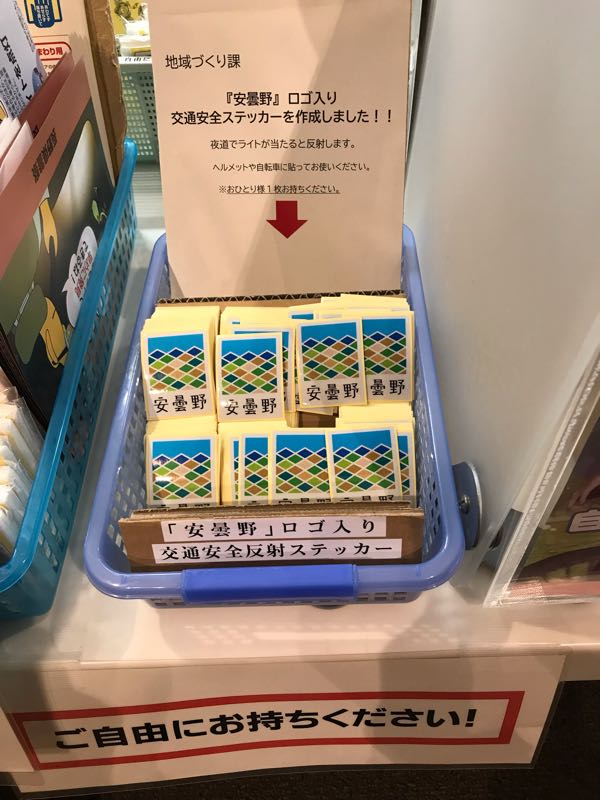 地域づくり課
『安曇野』ロゴ入り
交通安全ステッカーを作成しました！！
夜道でライトが当たると反射します。
ヘルメットや自転車に貼ってお使いください。
※おひとり様1枚お持ちください。
安曇野
安曇野
安曇野
曇野
「安曇野」ロゴ入り
交通安全反射ステッカー
ご自由にお持ちください!